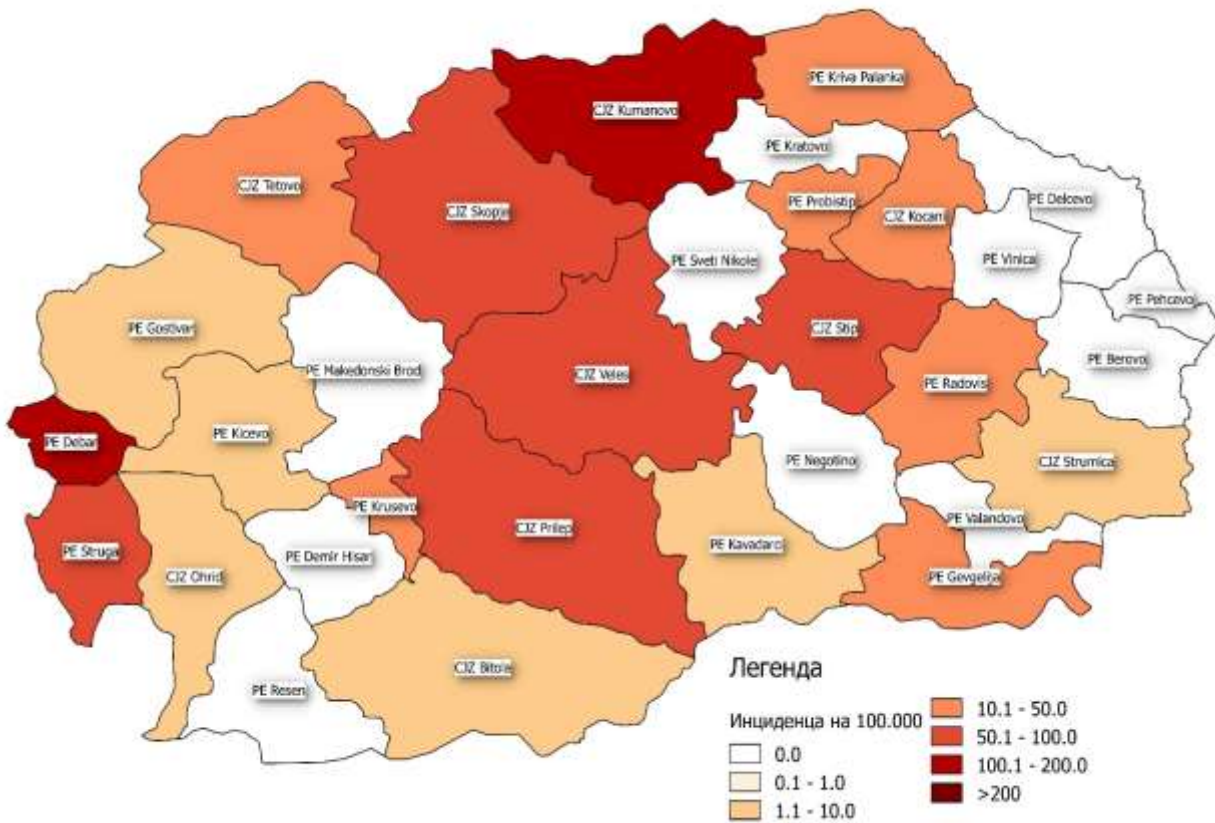 PE Kriva Palanka
CJZ Kumanovo
PE Kratovo
CJZ Tetovo
PE Probistip
PE Delcevo
CJZ Skopje
CJZ Kocani
PE Sveti Nikole
PE Vinica
PE Pehcevo
PE Gostivar
CJZ Stip
PE Berovo
PE Makedonski Brod
CJZ Veles
PE Radovis
PE Debar
PE Kicevo
PE Negotino
CJZ Strumica
PE Krusevo
PE Valandovo
CJZ Prilep
PE Struga
PE Demir Hisar
PE Kavadarci
CJZ Ohrid
PE Gevgelija
CJZ Bitola
PE Resen
Легенда
Инциденца на 100.000
0.0
0.1 - 1.0
1.1 - 10.0
10.1 - 50.0
50.1 - 100.0
100.1 - 200.0
>200